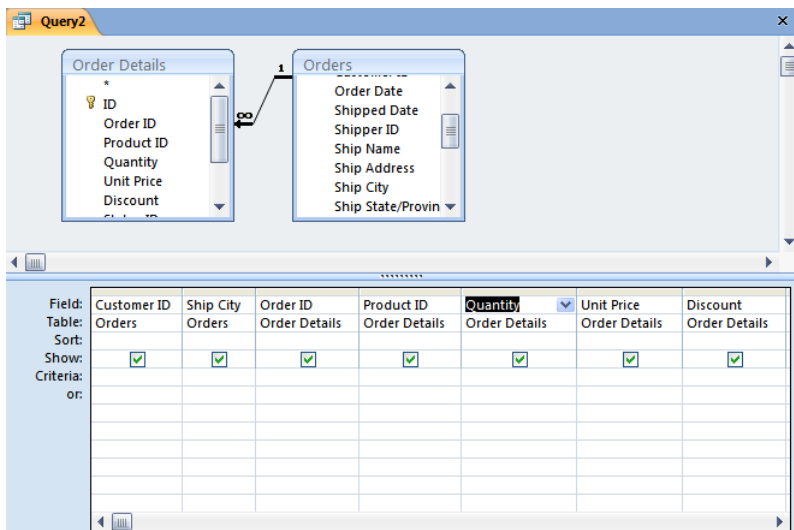 Query2
Order Details
*
ID
Order ID
Product ID
Quantity
Unit Price
Discount
1
∞
Orders
Order Date
Shipped Date
Shipper ID
Ship Name
Ship Address
Ship City
Ship State/Provin
Field: Customer ID Ship City Order ID Product ID Quantity Unit Price Discount
Table: Orders Orders Order Details Order Details Order Details Order Details Order Details
Sort:
Show:
Criteria:
or: